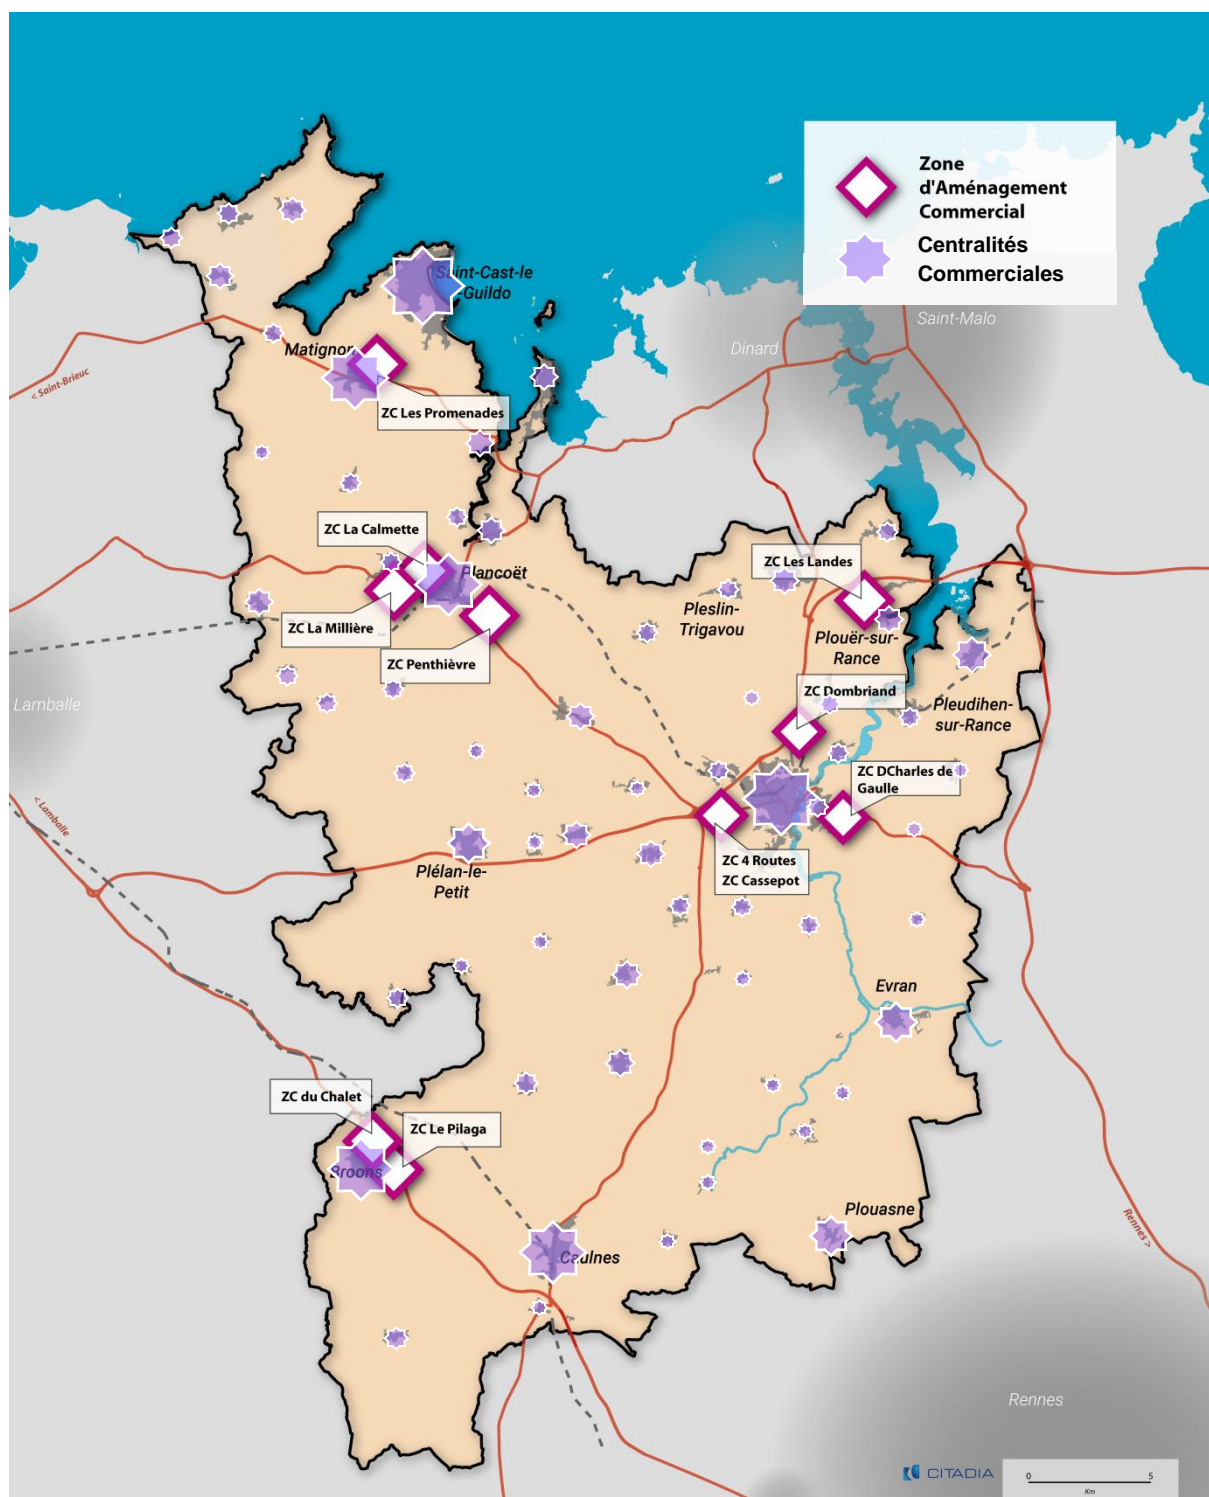 Zone
d'Aménagement
Commercial
Centralités
Commerciales
Saint-Malo
Dinard
Saint-Cast-le
Guildo
Matignon
< Saint-Brieuc
ZC Les Promenades
ZC La Calmette
Plancoët
ZC Les Landes
Pleslin-
Trigavou
ZC La Millière
Plouër-sur-
Rance
ZC Penthièvre
ZC Dombriand
Lamballe
Pleudihen-
sur-Rance
ZC DCharles de
Gaulle
< Lamballe
ZC 4 Routes
ZC Cassepot
Plélan-le-
Petit
Evran
ZC du Chalet
ZC Le Pilaga
Broons
Plouasne
Rennes >
Caulnes
Rennes
CITADIA
0 5
Km